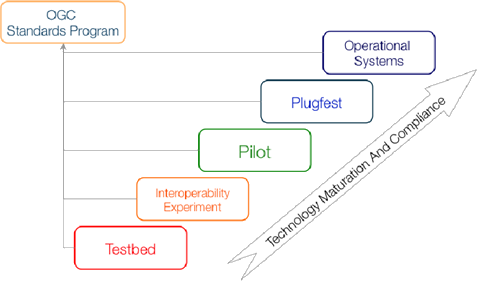 OGC
Standards Program
Operational
Systems
Plugfest
Pilot
Interoperability
Experiment
Testbed
Technology Maturation And Compliance